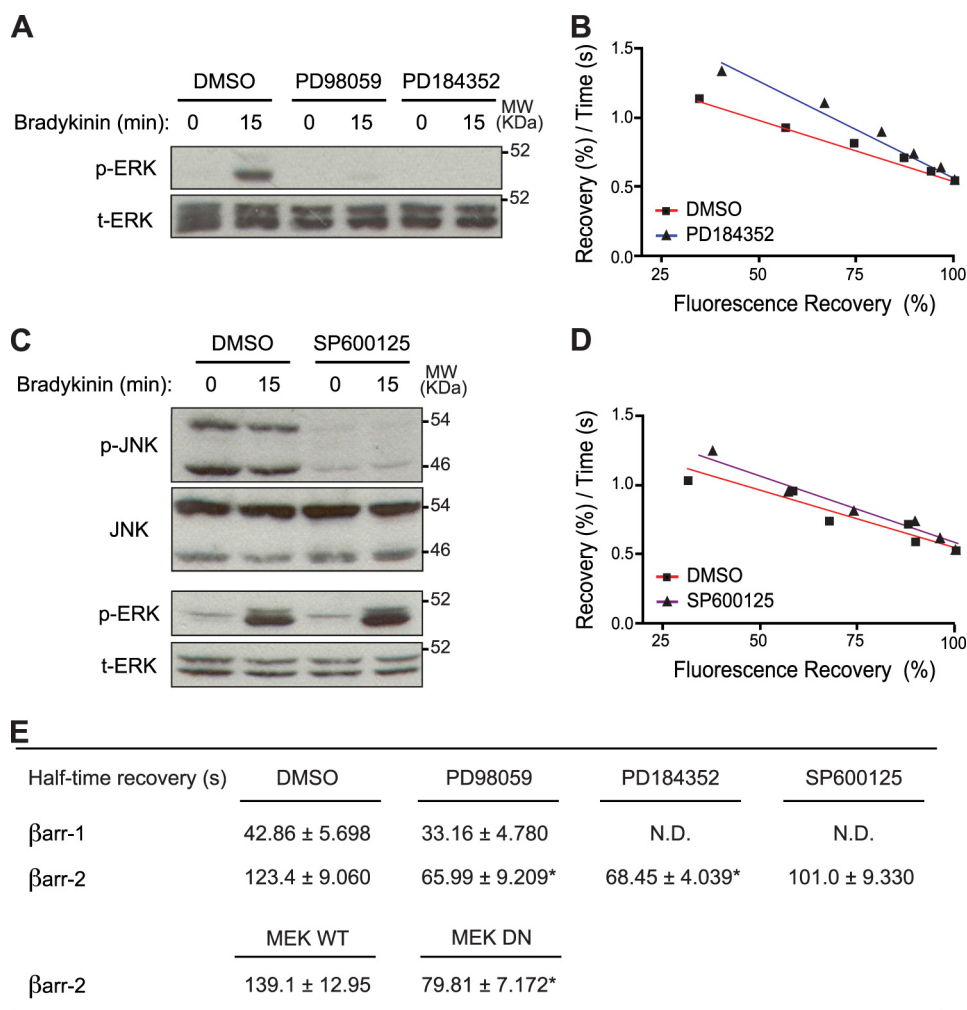 A
DMSO PD98059 PD184352
MW
Bradykinin (min): 0 15 0 15 0 15 (KDa)
p-ERK
52
t-ERK
52
B
Recovery (%) / Time (s)
1.5
1.0
0.5
0.0
DMSO
PD184352
25 50 75 100
Fluorescence Recovery (%)
C
DMSO SP600125
MW
Bradykinin (min): 0 15 0 15 (KDa)
p-JNK
54
46
JNK
54
46
p-ERK
52
t-ERK
52
D
Recovery (%) / Time (s)
1.5
1.0
0.5
0.0
DMSO
SP600125
25 50 75 100
Fluorescence Recovery (%)
E
Half-time recovery (s) DMSO PD98059 PD184352 SP600125
βarr-1 42.86 ± 5.698 33.16 ± 4.780 N.D. N.D.
βarr-2 123.4 ± 9.060 65.99 ± 9.209* 68.45 ± 4.039* 101.0 ± 9.330
MEK WT MEK DN
βarr-2 139.1 ± 12.95 79.81 ± 7.172*